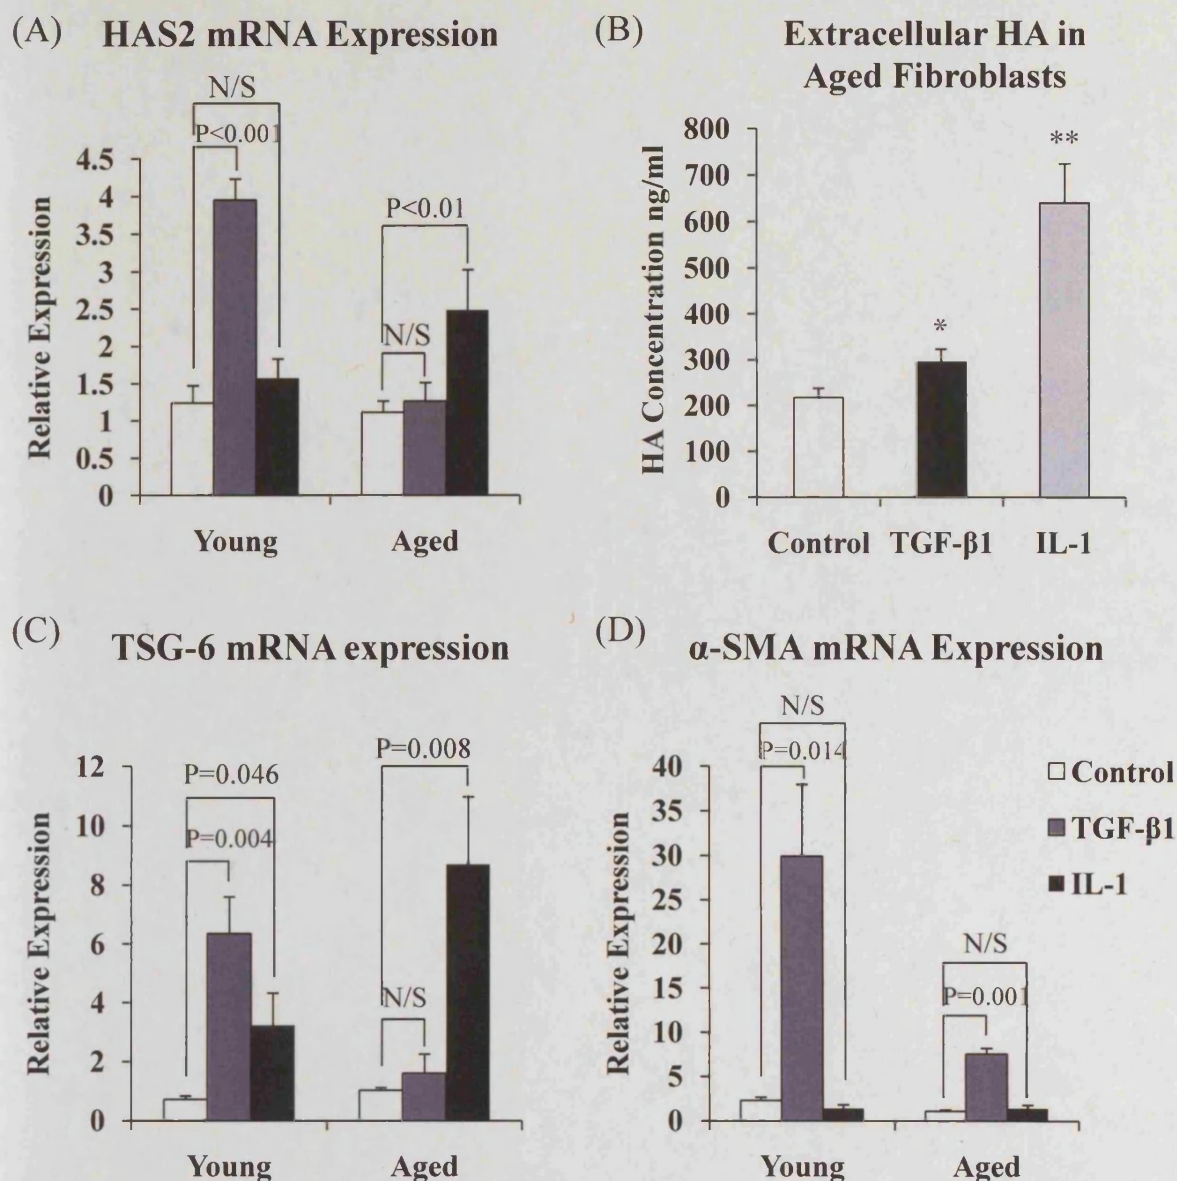 (A) HAS2 mRNA Expression
N/S
P<0.001
4.5
4
3.5
3
2.5
2
1.5
1
0.5
0
Relative Expression
P<0.01
N/S
Young Aged
(B) Extracellular HA in
Aged Fibroblasts
800
700
600
500
400
300
200
100
0
HA Concentration ng/ml
*
**
Control TGF-β1 IL-1
(C) TSG-6 mRNA expression
12
10
8
6
4
2
0
Relative Expression
P=0.046
P=0.004
P=0.008
N/S
Young Aged
(D) α-SMA mRNA Expression
N/S
P=0.014
40
35
30
25
20
15
10
5
0
Relative Expression
N/S
P=0.001
Young Aged
Control
TGF-β1
IL-1